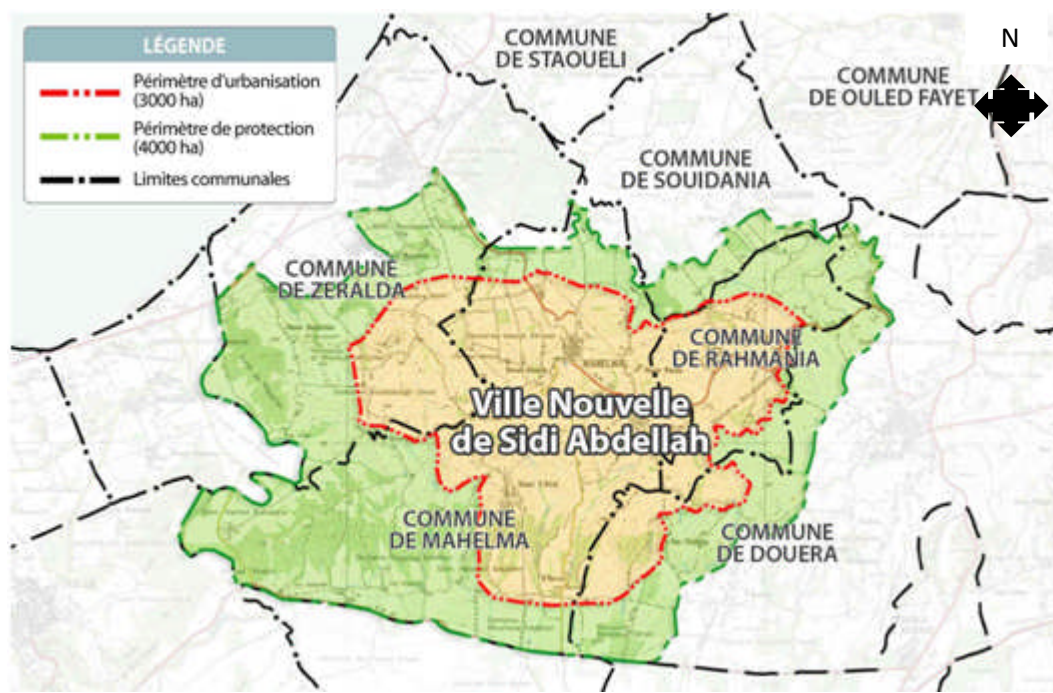 LÉGENDE
Périmètre d'urbanisation
(3000 ha)
Périmètre de protection
(4000 ha)
Limites communales
N
COMMUNE
DE STAOUELI
COMMUNE
DE OULED FAYET
COMMUNE
DE SOUIDANIA
COMMUNE
DE ZERALDA
COMMUNE
DE RAHMANIA
Ville Nouvelle
de Sidi Abdellah
COMMUNE
DE MAHELMA
COMMUNE
DE DOUERA